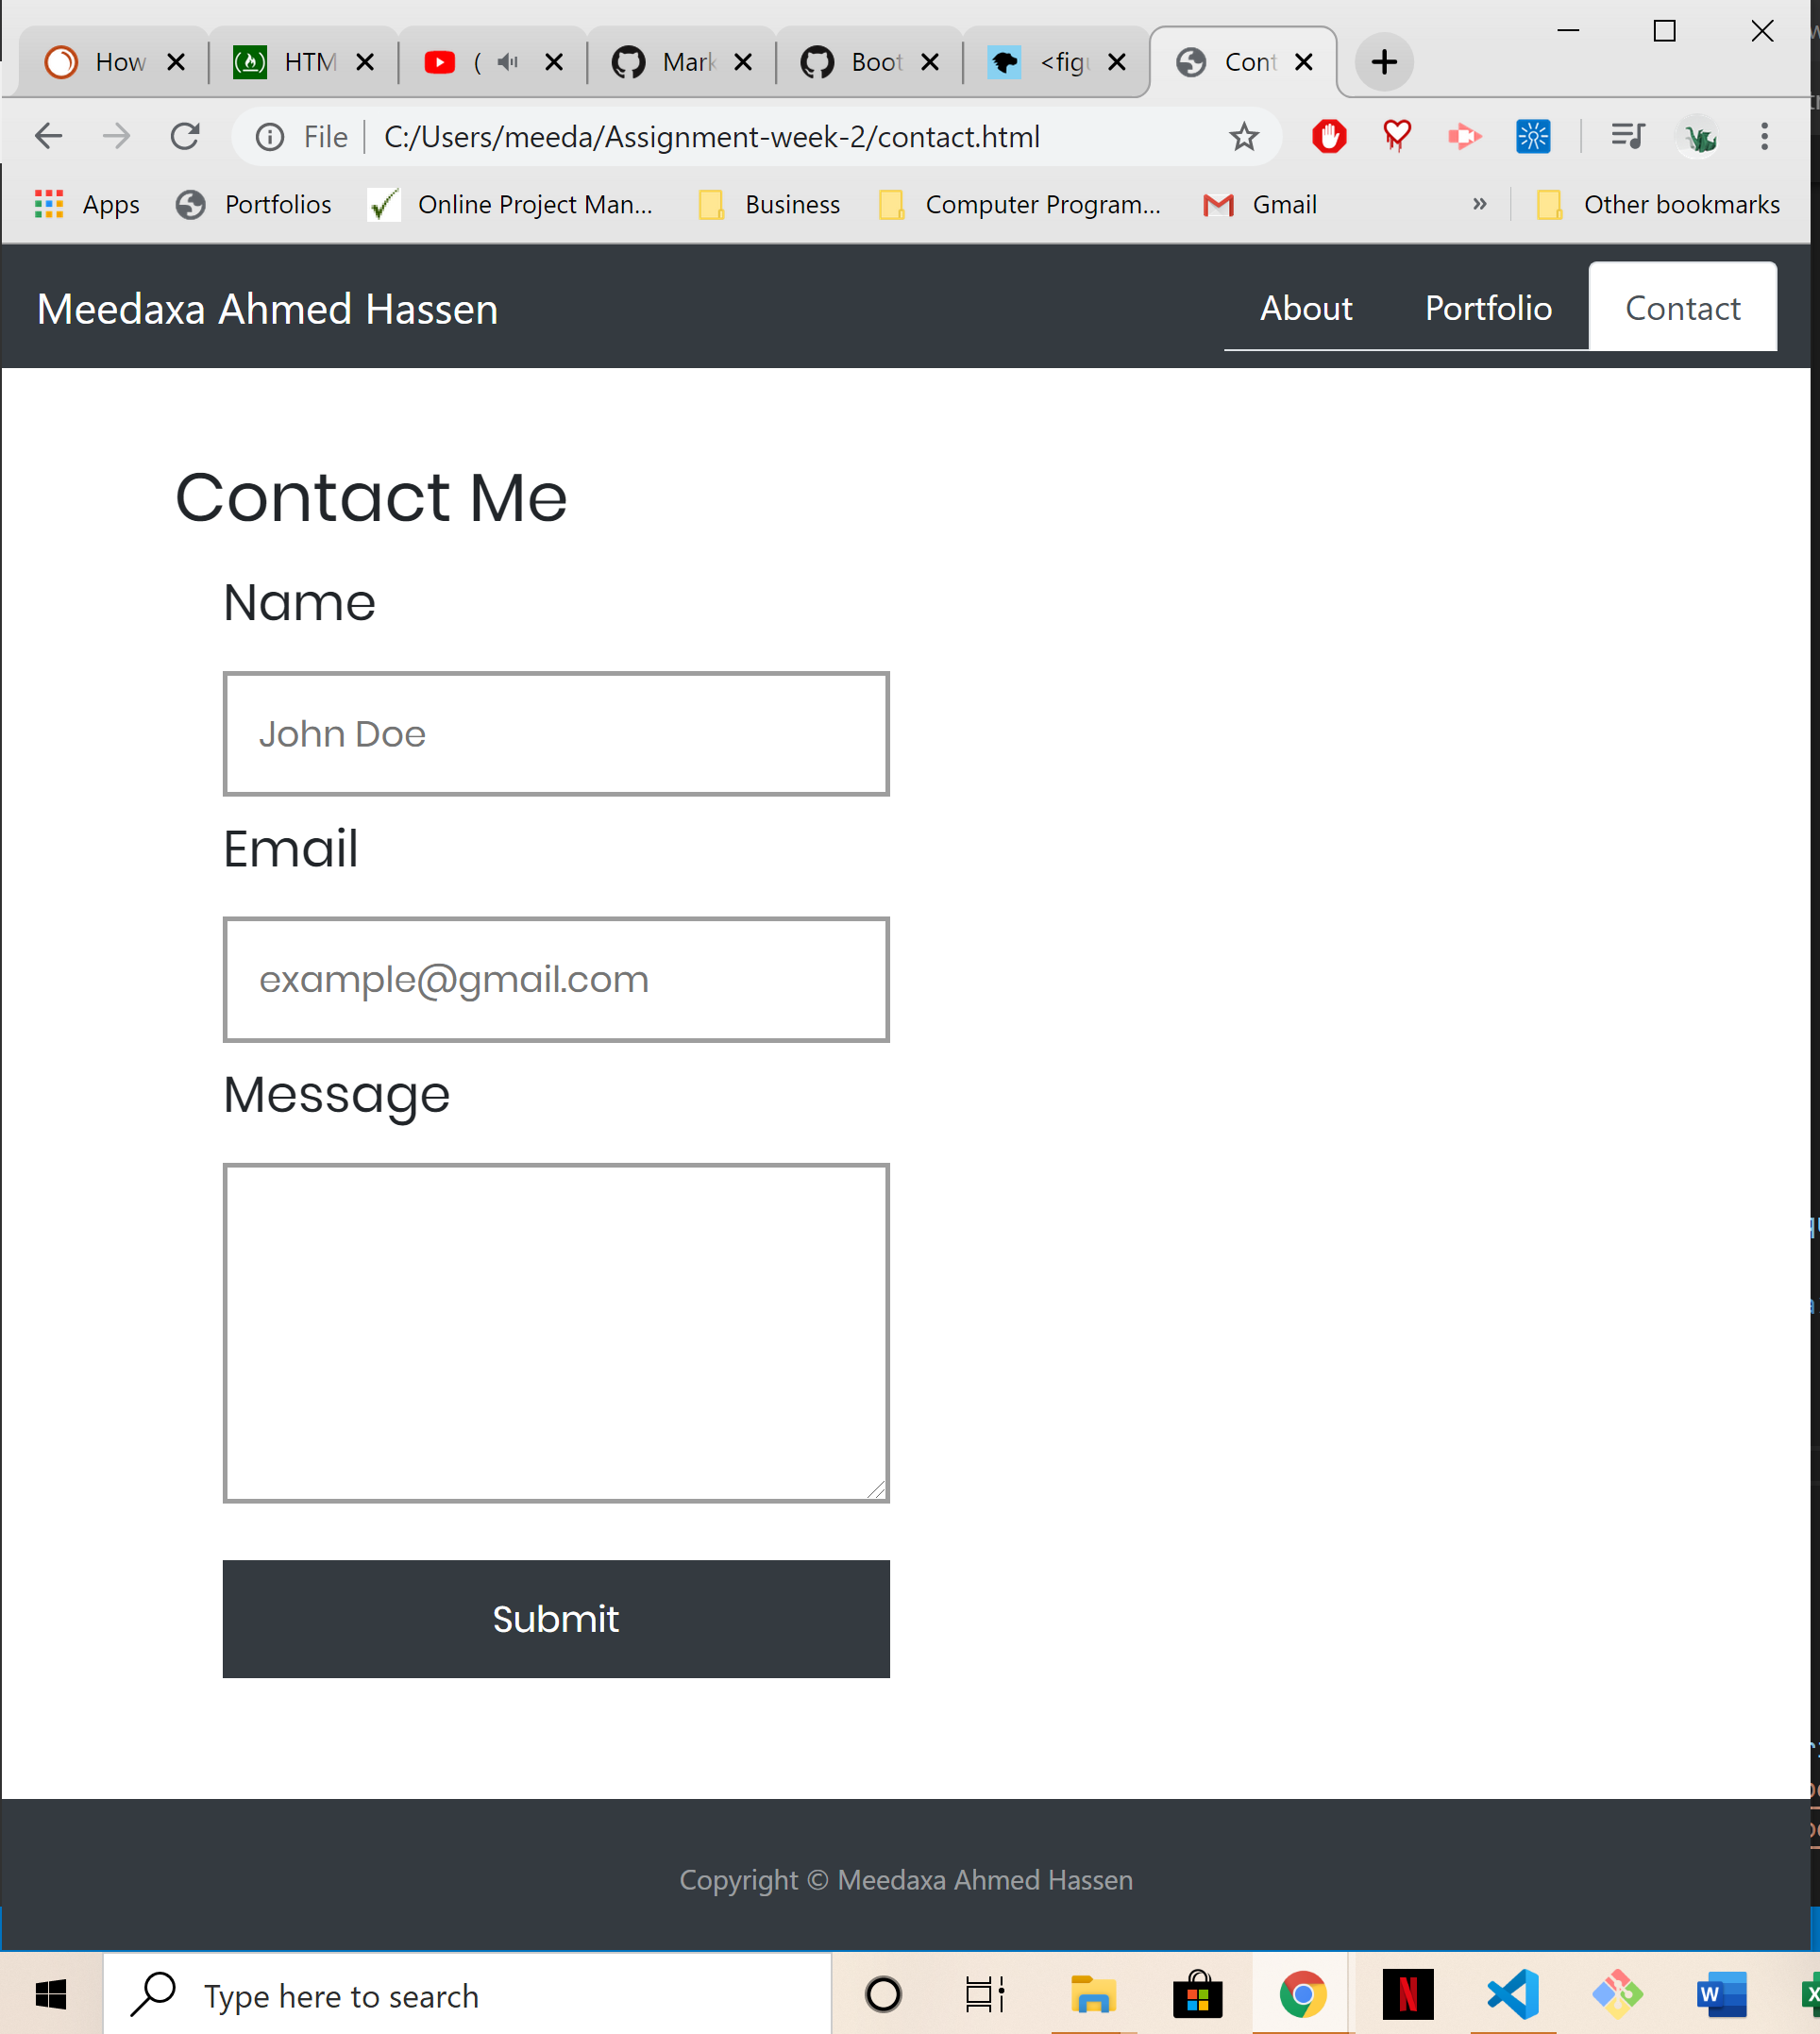 How HTM ( Mark Boot <figu Cont
File C:/Users/meeda/Assignment-week-2/contact.html
Apps Portfolios Online Project Man... Business Computer Program... Gmail » Other bookmarks
Meedaxa Ahmed Hassen About Portfolio Contact
Contact Me
Name
John Doe
Email
example@gmail.com
Message
Submit
Copyright © Meedaxa Ahmed Hassen
Type here to search